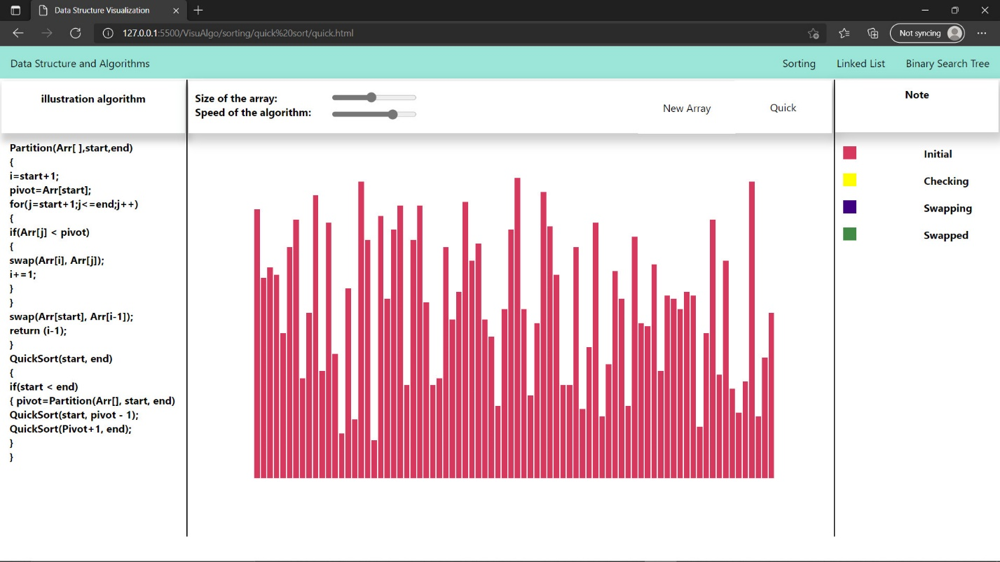 Data Structure Visualization
127.0.0.1:5500/VisuAlgo/sorting/quick%20sort/quick.html
Not syncing
Data Structure and Algorithms
Sorting
Linked List
Binary Search Tree
illustration algorithm
Size of the array:
Speed of the algorithm:
New Array
Quick
Note
Partition(Arr[ ],start,end)
{
i=start+1;
pivot=Arr[start];
for(j=start+1;j<=end;j++)
{
if(Arr[j] < pivot)
{
swap(Arr[i], Arr[j]);
i+=1;
}
}
swap(Arr[start], Arr[i-1]);
return (i-1);
}
QuickSort(start, end)
{
if(start < end)
{ pivot=Partition(Arr[], start, end)
QuickSort(start, pivot - 1);
QuickSort(Pivot+1, end);
}
}
Initial
Checking
Swapping
Swapped